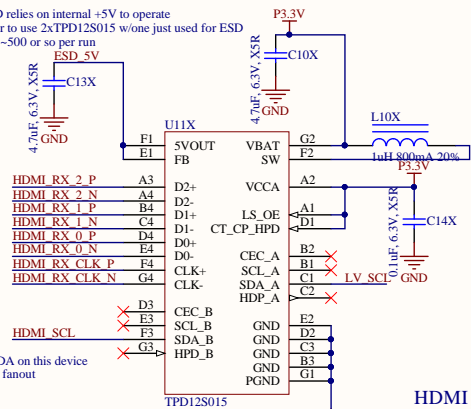 D relies on internal +5V to operate
r to use 2xTPD12S015 w/one just used for ESD
~500 or so per run
ESD_5V
C13X
4.7uF, 6.3V, X5R
GND
P3.3V
C10X
4.7uF, 6.3V, X5R
GND
L10X
1uH 800mA 20%
P3.3V
C14X
0.1uF, 6.3V, X5R
GND
U11X
F1 5VOUT VBAT G2
E1 FB SW F2
HDMI_RX_2_P A3 D2+ VCCA A2
HDMI_RX_2_N A4 D2-
HDMI_RX_1_P B4 D1+ LS_OE A1
HDMI_RX_1_N C4 D1- CT_CP_HPD D1
HDMI_RX_0_P D4 D0+
HDMI_RX_0_N E4 D0- CEC_A B2
HDMI_RX_CLK_P F4 CLK+ SCL_A B1
HDMI_RX_CLK_N G4 CLK- SDA_A C1 LV_SCL
HDP_A C2
D3 CEC_B
E3 SCL_B GND E2
HDMI_SCL F3 SDA_B GND D2
G3 HPD_B GND C3
GND B3
PGND G1
DA on this device
fanout
TPD12S015
HDMI